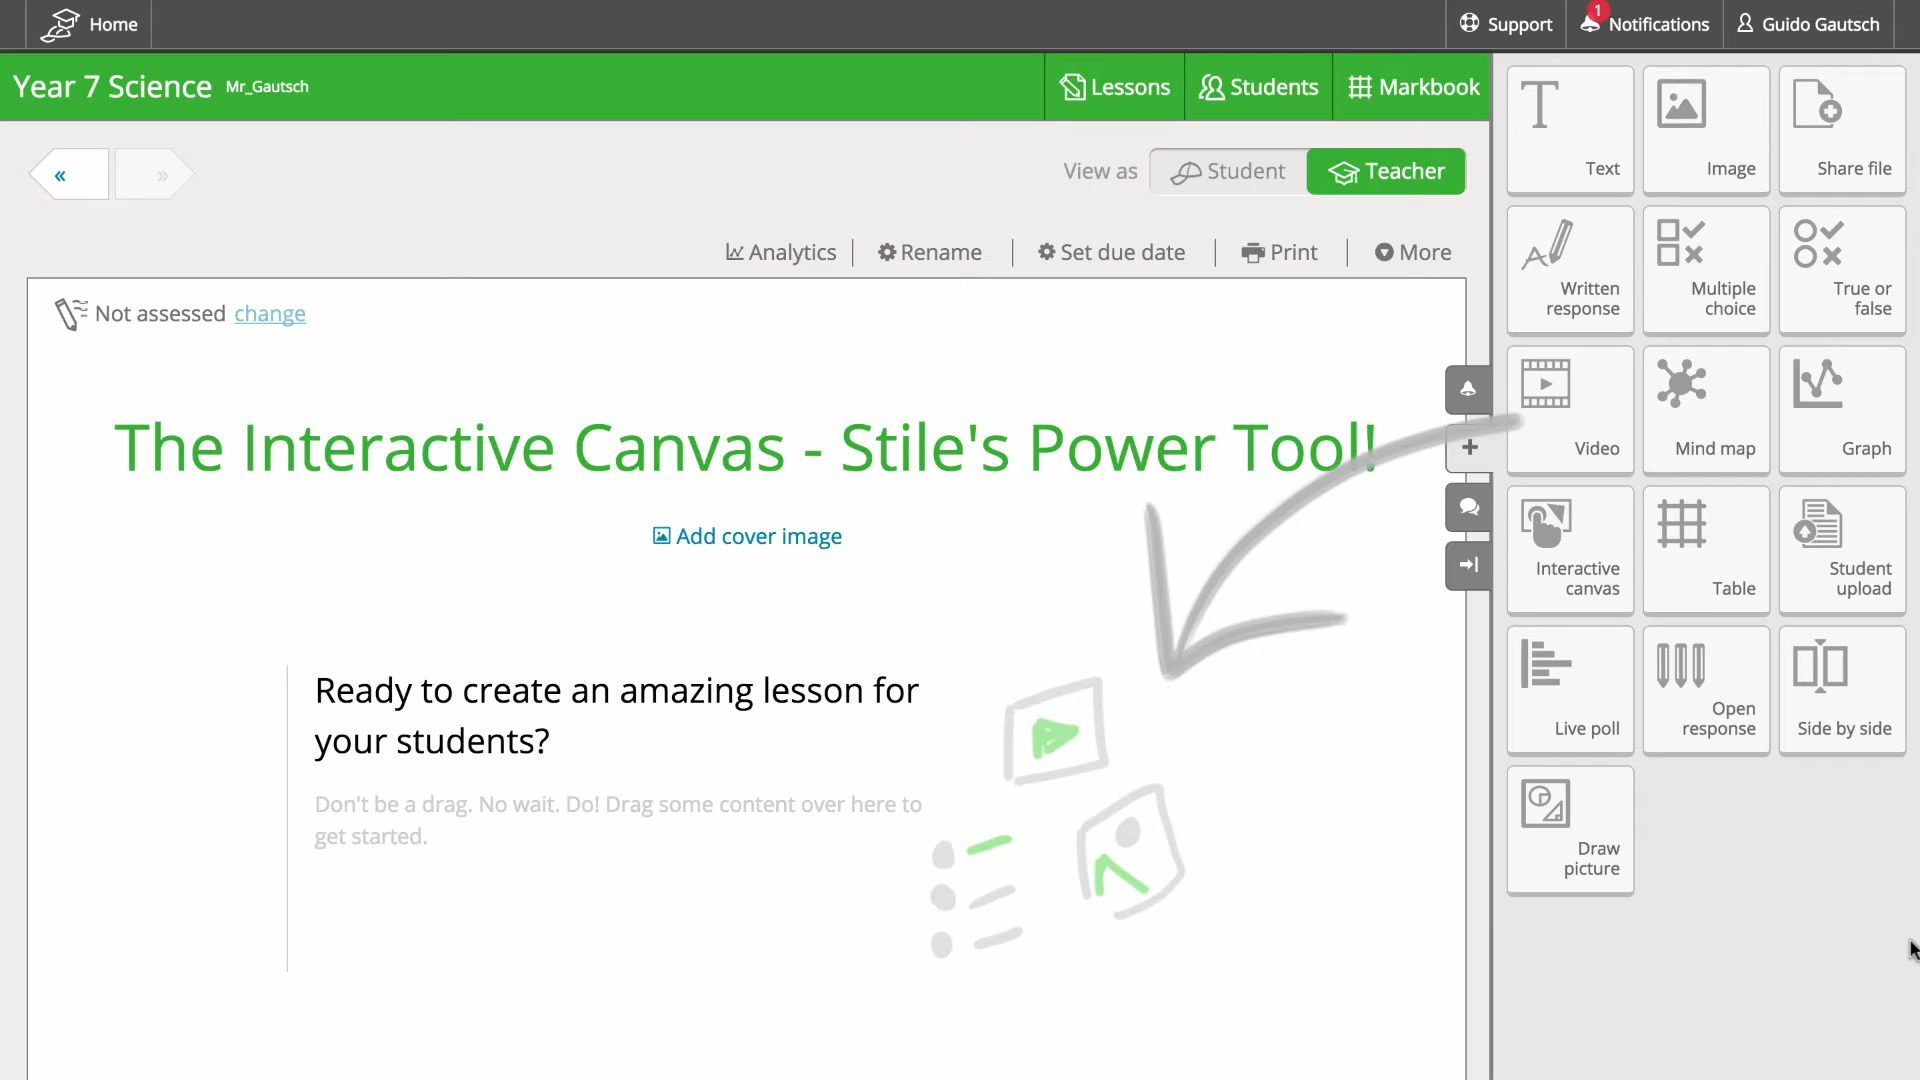 Home
Support
1
Notifications
Guido Gautsch
Year 7 Science Mr_Gautsch
Lessons
Students
Markbook
« »
View as
Student
Teacher
Analytics
Rename
Set due date
Print
More
Not assessed change
The Interactive Canvas - Stile's Power Tool!
Add cover image
Ready to create an amazing lesson for
your students?
Don't be a drag. No wait. Do! Drag some content over here to
get started.
Text
Image
Share file
Written
response
Multiple
choice
True or
false
Video
Mind map
Graph
Interactive
canvas
Table
Student
upload
Live poll
Open
response
Side by side
Draw
picture